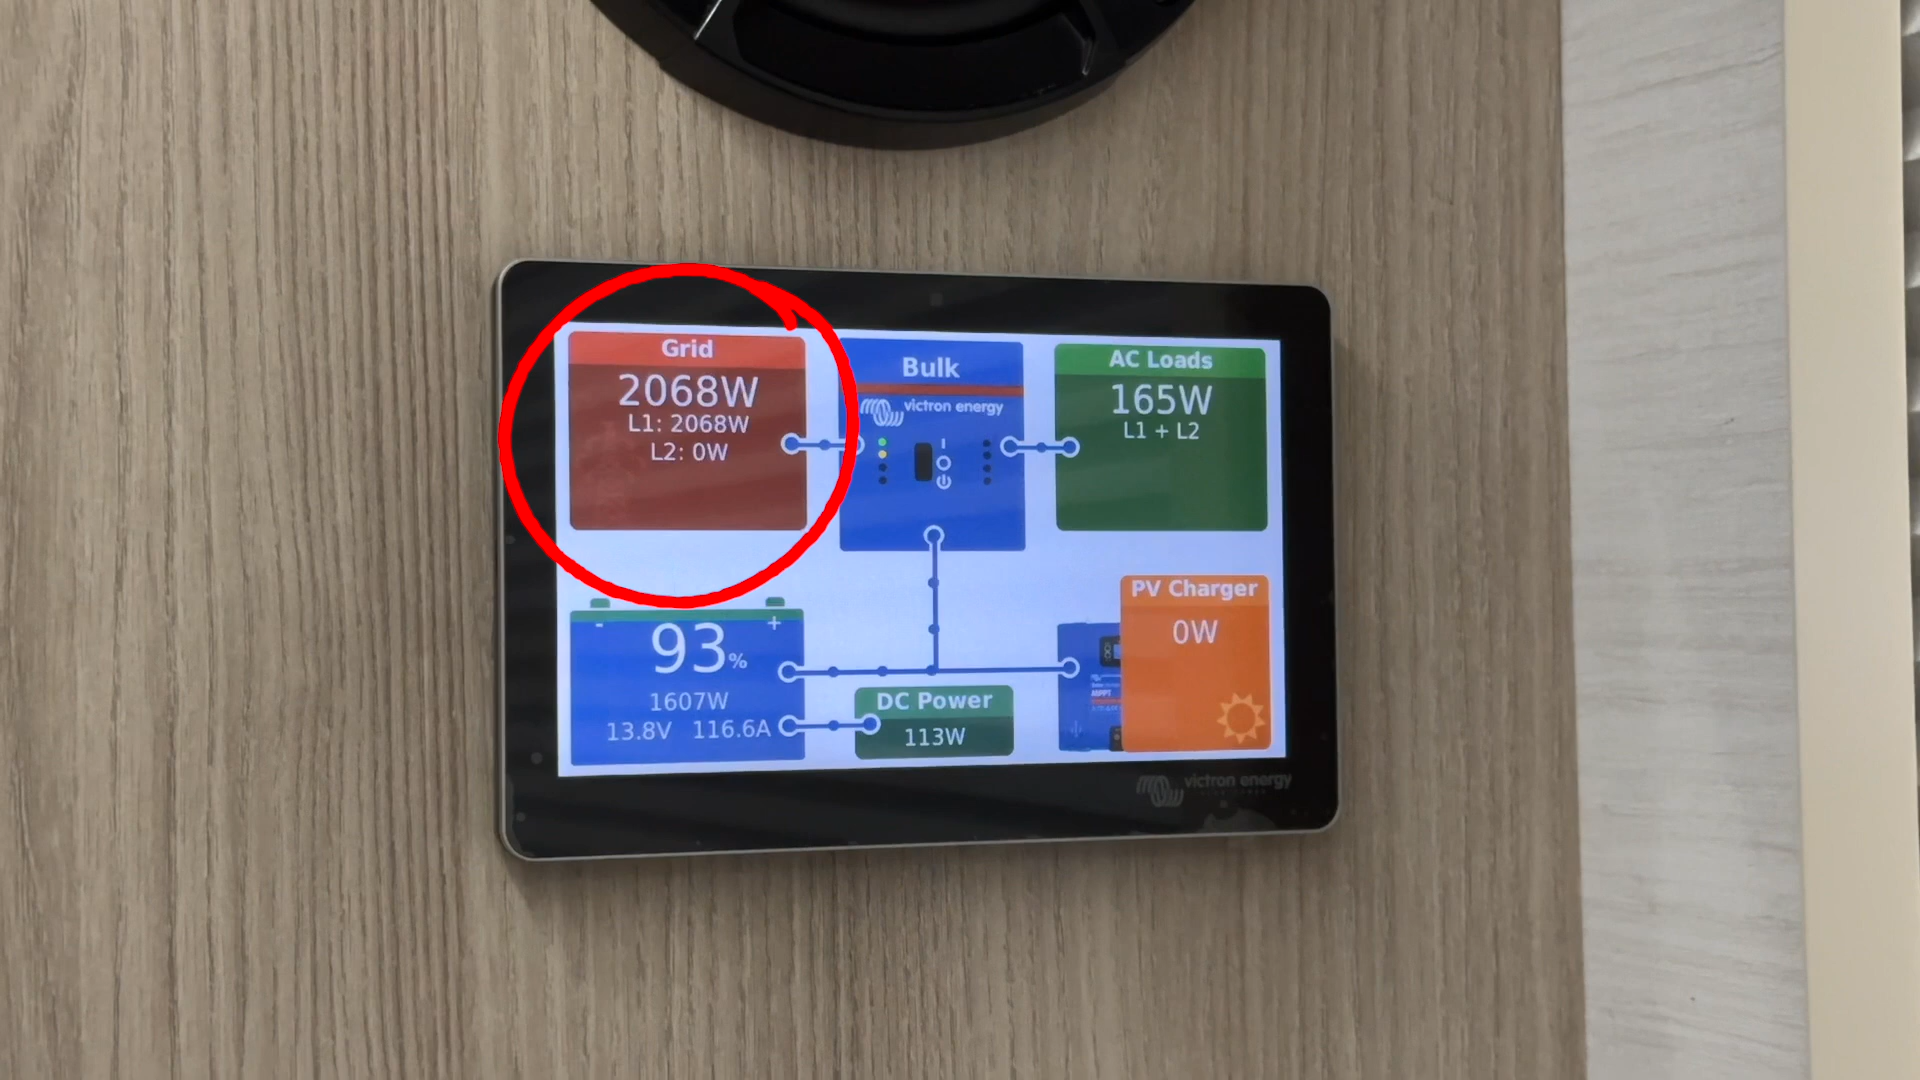 Grid
2068W
L1: 2068W
L2: 0W
Bulk
victron energy
AC Loads
165W
L1 + L2
- +
93%
1607W
13.8V 116.6A
DC Power
113W
PV Charger
0W
MPPT
victron energy